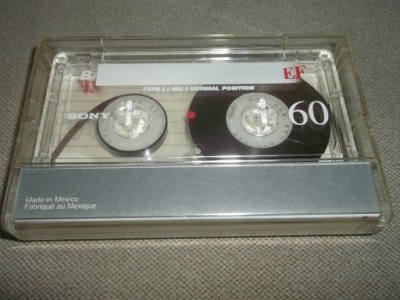 EF
TYPE I / IEC I NORMAL POSITION
SONY
60
Made in Mexico
Fabriqué au Mexique